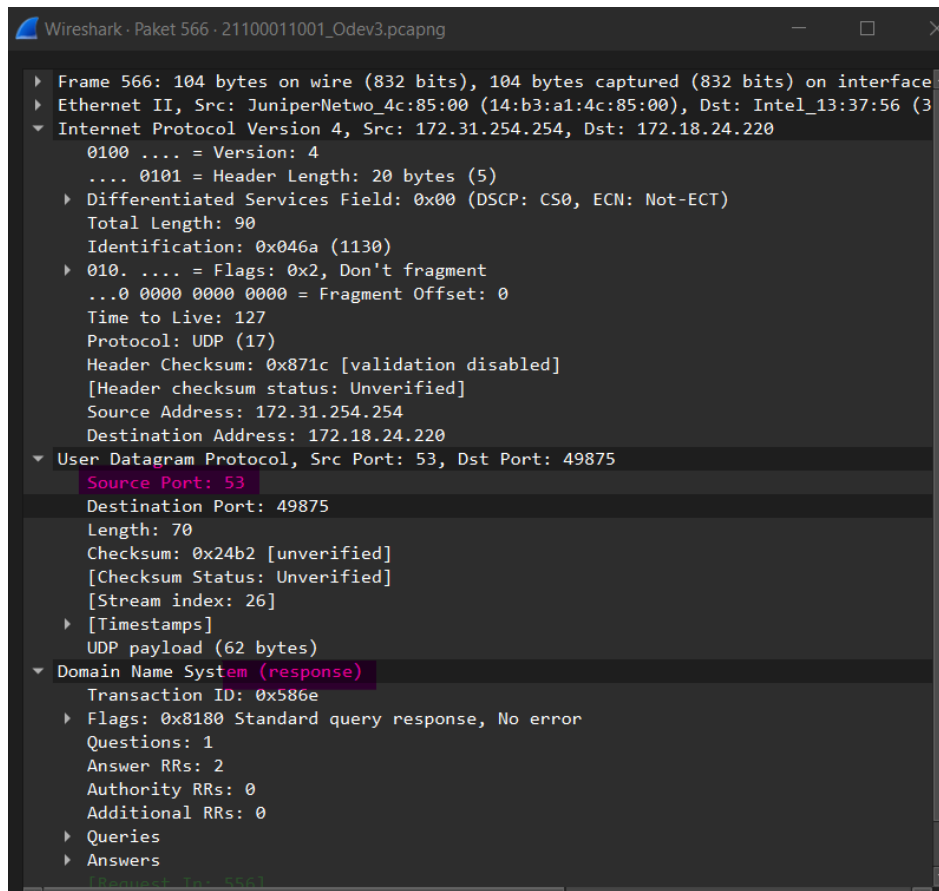 Wireshark · Paket 566 · 21100011001_Odev3.pcapng
Frame 566: 104 bytes on wire (832 bits), 104 bytes captured (832 bits) on interface
Ethernet II, Src: JuniperNetwo_4c:85:00 (14:b3:a1:4c:85:00), Dst: Intel_13:37:56 (3
Internet Protocol Version 4, Src: 172.31.254.254, Dst: 172.18.24.220
0100 .... = Version: 4
.... 0101 = Header Length: 20 bytes (5)
Differentiated Services Field: 0x00 (DSCP: CS0, ECN: Not-ECT)
Total Length: 90
Identification: 0x046a (1130)
010. .... = Flags: 0x2, Don't fragment
...0 0000 0000 0000 = Fragment Offset: 0
Time to Live: 127
Protocol: UDP (17)
Header Checksum: 0x871c [validation disabled]
[Header checksum status: Unverified]
Source Address: 172.31.254.254
Destination Address: 172.18.24.220
User Datagram Protocol, Src Port: 53, Dst Port: 49875
Source Port: 53
Destination Port: 49875
Length: 70
Checksum: 0x24b2 [unverified]
[Checksum Status: Unverified]
[Stream index: 26]
[Timestamps]
UDP payload (62 bytes)
Domain Name System (response)
Transaction ID: 0x586e
Flags: 0x8180 Standard query response, No error
Questions: 1
Answer RRs: 2
Authority RRs: 0
Additional RRs: 0
Queries
Answers
[Request In: 556]